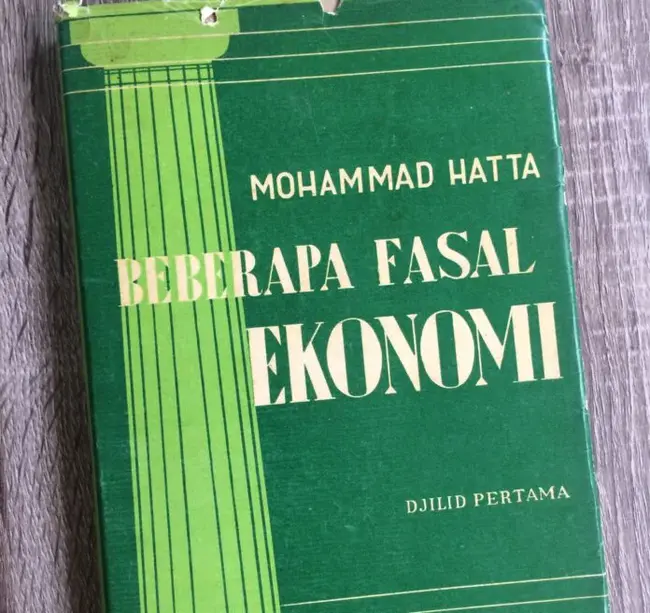 MOHAMMAD HATTA
BEBERAPA FASAL
EKONOMI
DJILID PERTAMA